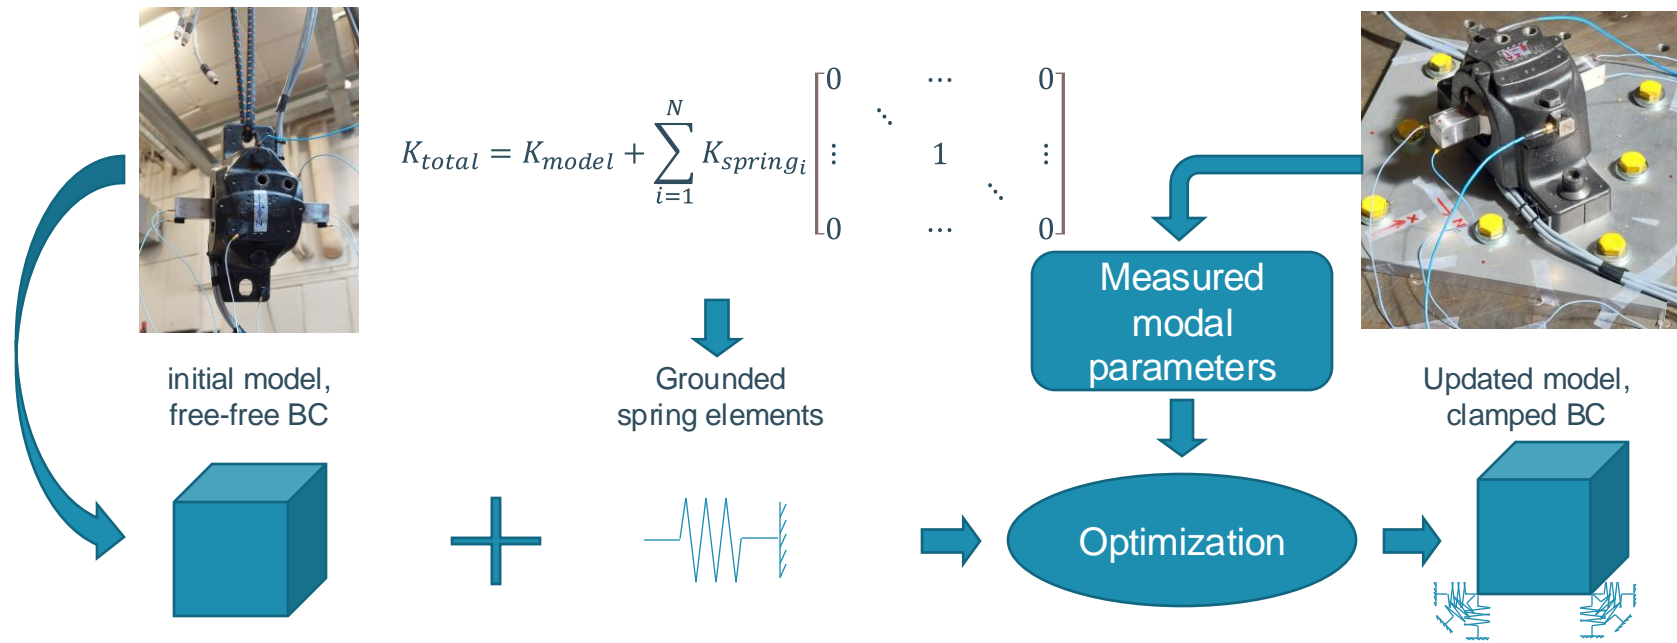 N
K_total = K_model + ∑ K_spring_i
i=1
0 ⋯ 0
⋱
⋮ 1 ⋮
⋱
0 ⋯ 0
Measured
modal
parameters
initial model,
free-free BC
Grounded
spring elements
Updated model,
clamped BC
Optimization
X